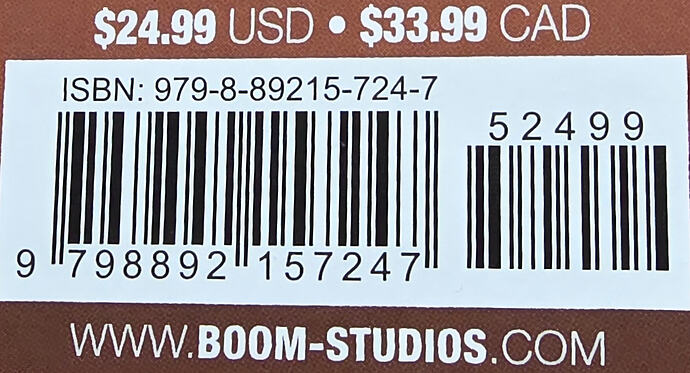 $24.99 USD • $33.99 CAD
ISBN: 979-8-89215-724-7
52499
9 798892 157247
WWW.BOOM-STUDIOS.COM